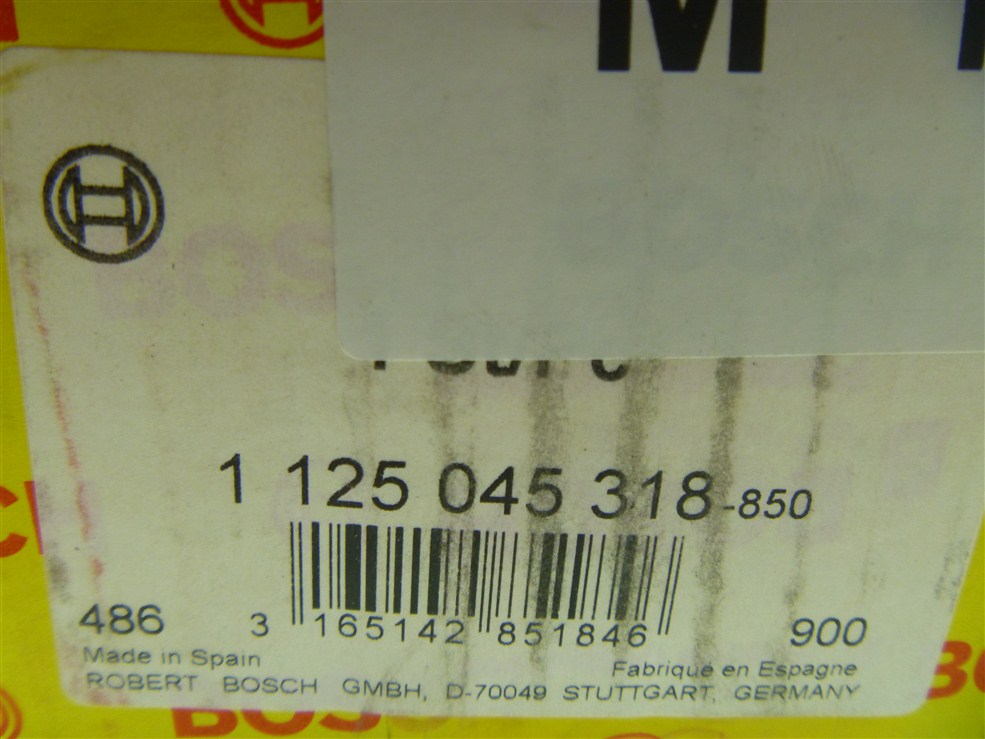 M
BOSCH
1 125 045 318-850
3 165142 851846
486
900
Made in Spain
Fabriqué en Espagne
ROBERT BOSCH GMBH, D-70049 STUTTGART, GERMANY